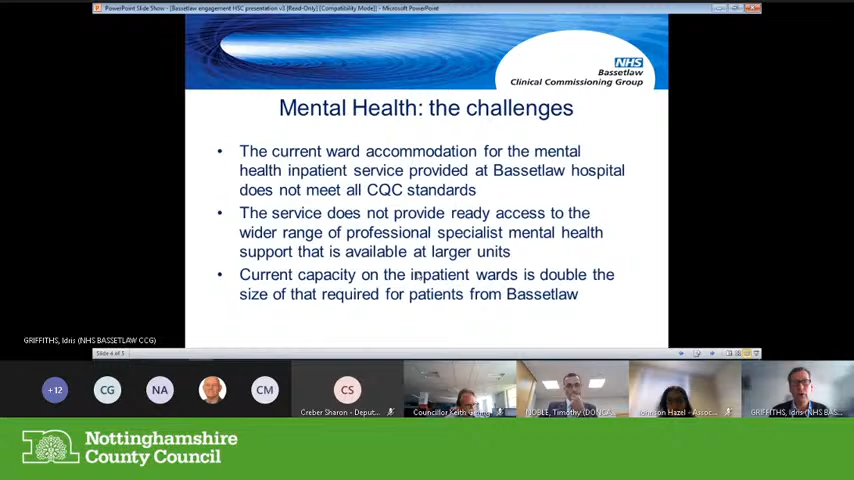 PowerPoint Slide Show - [Bassetlaw engagement HSC presentation v3 [Read-Only] [Compatibility Mode]] - Microsoft PowerPoint
NHS
Bassetlaw
Clinical Commissioning Group
Mental Health: the challenges
• The current ward accommodation for the mental
health inpatient service provided at Bassetlaw hospital
does not meet all CQC standards
• The service does not provide ready access to the
wider range of professional specialist mental health
support that is available at larger units
• Current capacity on the inpatient wards is double the
size of that required for patients from Bassetlaw
GRIFFITHS, Idris (NHS BASSETLAW CCG)
Slide 4 of 5
+12
CG
NA
CM
CS
Creber Sharon - Deput...
Councillor Keith
NOBLE, Timothy (DONCA
Johnson Hazel - Assoc...
GRIFFITHS, Idris (NHS BAS...
Nottinghamshire
County Council